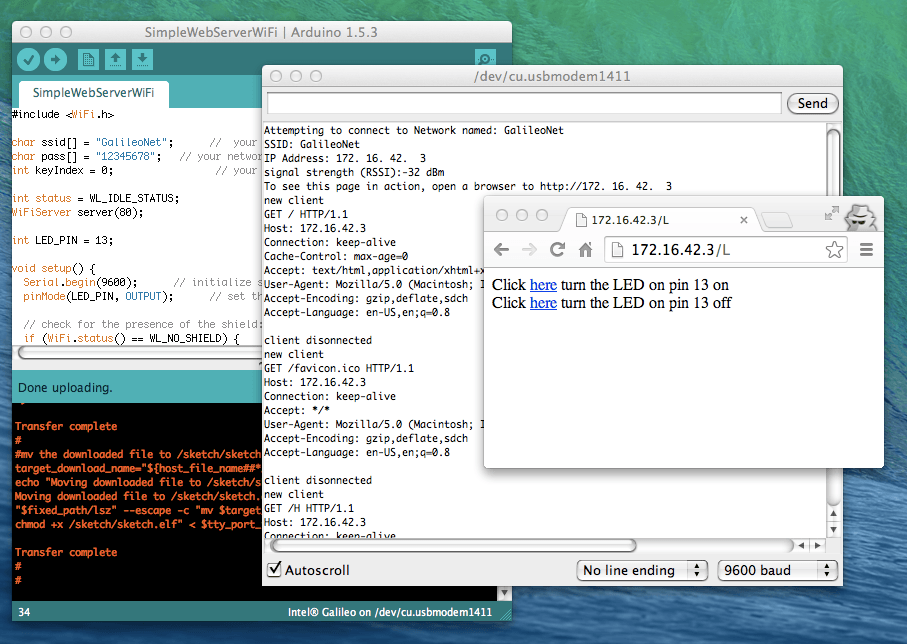 SimpleWebServerWiFi | Arduino 1.5.3
SimpleWebServerWiFi
#include <WiFi.h>
char ssid[] = "GalileoNet"; // your
char pass[] = "12345678"; // your networ
int keyIndex = 0; // your
int status = WL_IDLE_STATUS;
WiFiServer server(80);
int LED_PIN = 13;
void setup() {
Serial.begin(9600); // initialize s
pinMode(LED_PIN, OUTPUT); // set th
// check for the presence of the shield:
if (WiFi.status() == WL_NO_SHIELD) {
Done uploading.
Transfer complete
#
#mv the downloaded file to /sketch/sketch
target_download_name="${host_file_name##*
echo "Moving downloaded file to /sketch/s
Moving downloaded file to /sketch/sketch.
"$fixed_path/lsz" --escape -c "mv $target
chmod +x /sketch/sketch.elf" < $tty_port_
Transfer complete
#
#
34
Intel® Galileo on /dev/cu.usbmodem1411
/dev/cu.usbmodem1411
Send
Attempting to connect to Network named: GalileoNet
SSID: GalileoNet
IP Address: 172. 16. 42. 3
signal strength (RSSI):-32 dBm
To see this page in action, open a browser to http://172. 16. 42. 3
new client
GET / HTTP/1.1
Host: 172.16.42.3
Connection: keep-alive
Cache-Control: max-age=0
Accept: text/html,application/xhtml+x
User-Agent: Mozilla/5.0 (Macintosh; I
Accept-Encoding: gzip,deflate,sdch
Accept-Language: en-US,en;q=0.8
client disonnected
new client
GET /favicon.ico HTTP/1.1
Host: 172.16.42.3
Connection: keep-alive
Accept: */*
User-Agent: Mozilla/5.0 (Macintosh; I
Accept-Encoding: gzip,deflate,sdch
Accept-Language: en-US,en;q=0.8
client disonnected
new client
GET /H HTTP/1.1
Host: 172.16.42.3
Connection: keep-alive
Autoscroll
No line ending
9600 baud
172.16.42.3/L
172.16.42.3/L
Click here turn the LED on pin 13 on
Click here turn the LED on pin 13 off